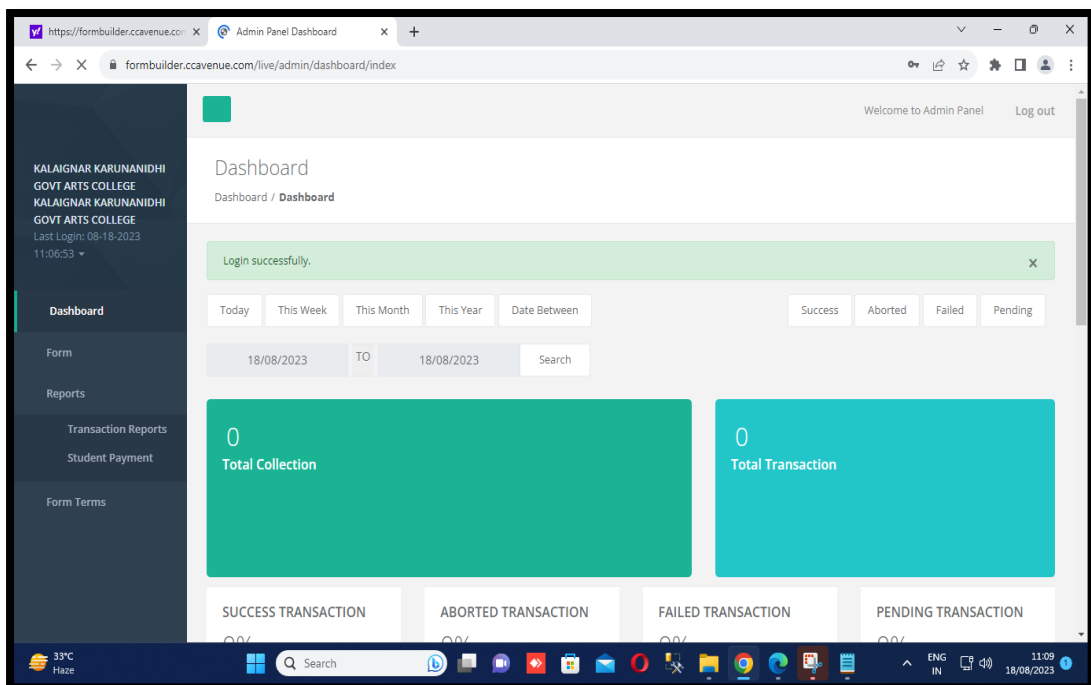 https://formbuilder.ccavenue.con
Admin Panel Dashboard
formbuilder.ccavenue.com/live/admin/dashboard/index
Welcome to Admin Panel
Log out
KALAIGNAR KARUNANIDHI
GOVT ARTS COLLEGE
KALAIGNAR KARUNANIDHI
GOVT ARTS COLLEGE
Last Login: 08-18-2023
11:06:53
Dashboard
Form
Reports
Transaction Reports
Student Payment
Form Terms
Dashboard
Dashboard / Dashboard
Login successfully.
Today This Week This Month This Year Date Between
Success Aborted Failed Pending
18/08/2023 TO 18/08/2023 Search
0
Total Collection
0
Total Transaction
SUCCESS TRANSACTION
ABORTED TRANSACTION
FAILED TRANSACTION
PENDING TRANSACTION
33°C
Haze
Search
ENG
IN
11:09
18/08/2023
1